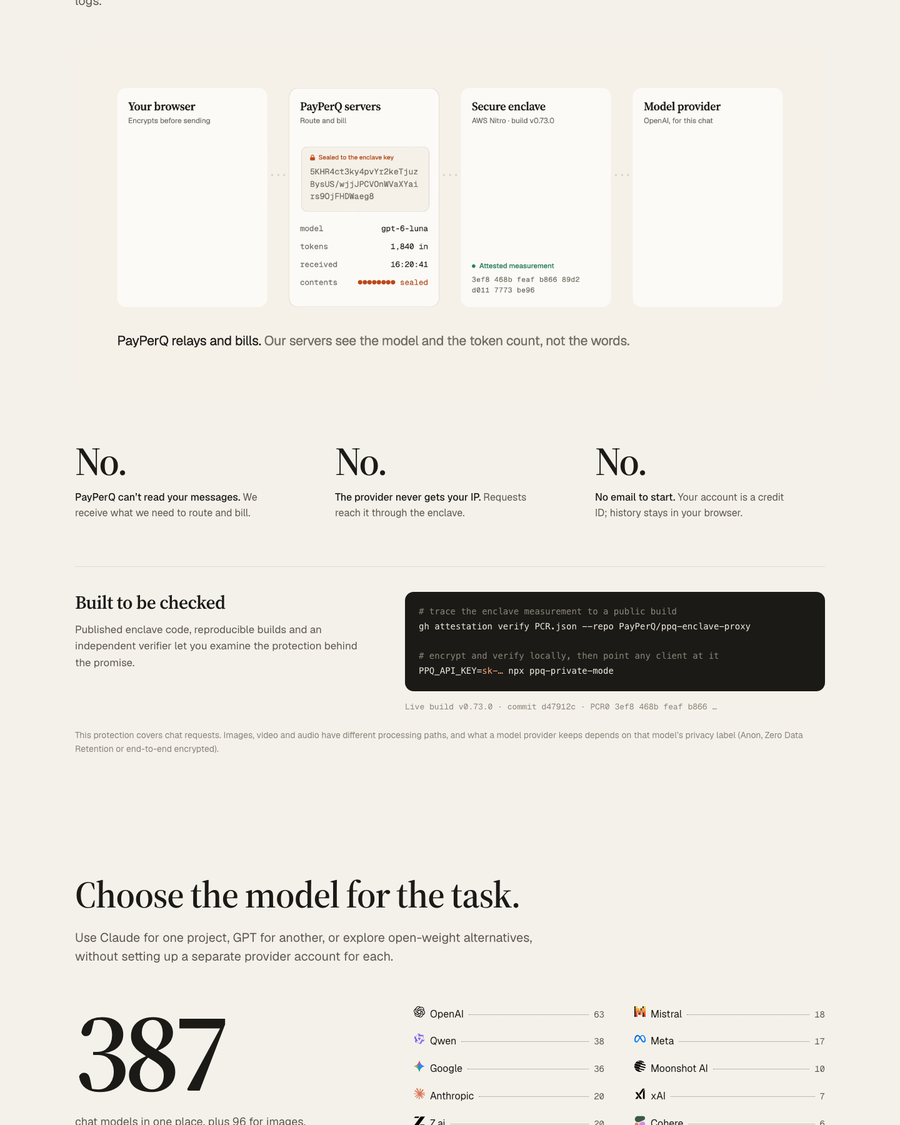 logs.
Your browser
Encrypts before sending
PayPerQ servers
Route and bill
Sealed to the enclave key
5KHR4ct3ky4pvYr2keTjuz
BysUS/wjjJPCVOnWVaXYai
rs9OjFHDWaeg8
model gpt-6-luna
tokens 1,840 in
received 16:20:41
contents ●●●●●●●● sealed
Secure enclave
AWS Nitro · build v0.73.0
Attested measurement
3ef8 468b feaf b866 89d2
d011 7773 be96
Model provider
OpenAI, for this chat
PayPerQ relays and bills. Our servers see the model and the token count, not the words.
No.
PayPerQ can't read your messages. We
receive what we need to route and bill.
No.
The provider never gets your IP. Requests
reach it through the enclave.
No.
No email to start. Your account is a credit
ID; history stays in your browser.
Built to be checked
Published enclave code, reproducible builds and an
independent verifier let you examine the protection behind
the promise.
# trace the enclave measurement to a public build
gh attestation verify PCR.json --repo PayPerQ/ppq-enclave-proxy
# encrypt and verify locally, then point any client at it
PPQ_API_KEY=sk-… npx ppq-private-mode
Live build v0.73.0 · commit d47912c · PCR0 3ef8 468b feaf b866 …
This protection covers chat requests. Images, video and audio have different processing paths, and what a model provider keeps depends on that model's privacy label (Anon, Zero Data
Retention or end-to-end encrypted).
Choose the model for the task.
Use Claude for one project, GPT for another, or explore open-weight alternatives,
without setting up a separate provider account for each.
387
chat models in one place, plus 96 for images,
OpenAI 63
Qwen 38
Google 36
Anthropic 20
Z.ai 20
Mistral 18
Meta 17
Moonshot AI 10
xAI 7
Cohere 6